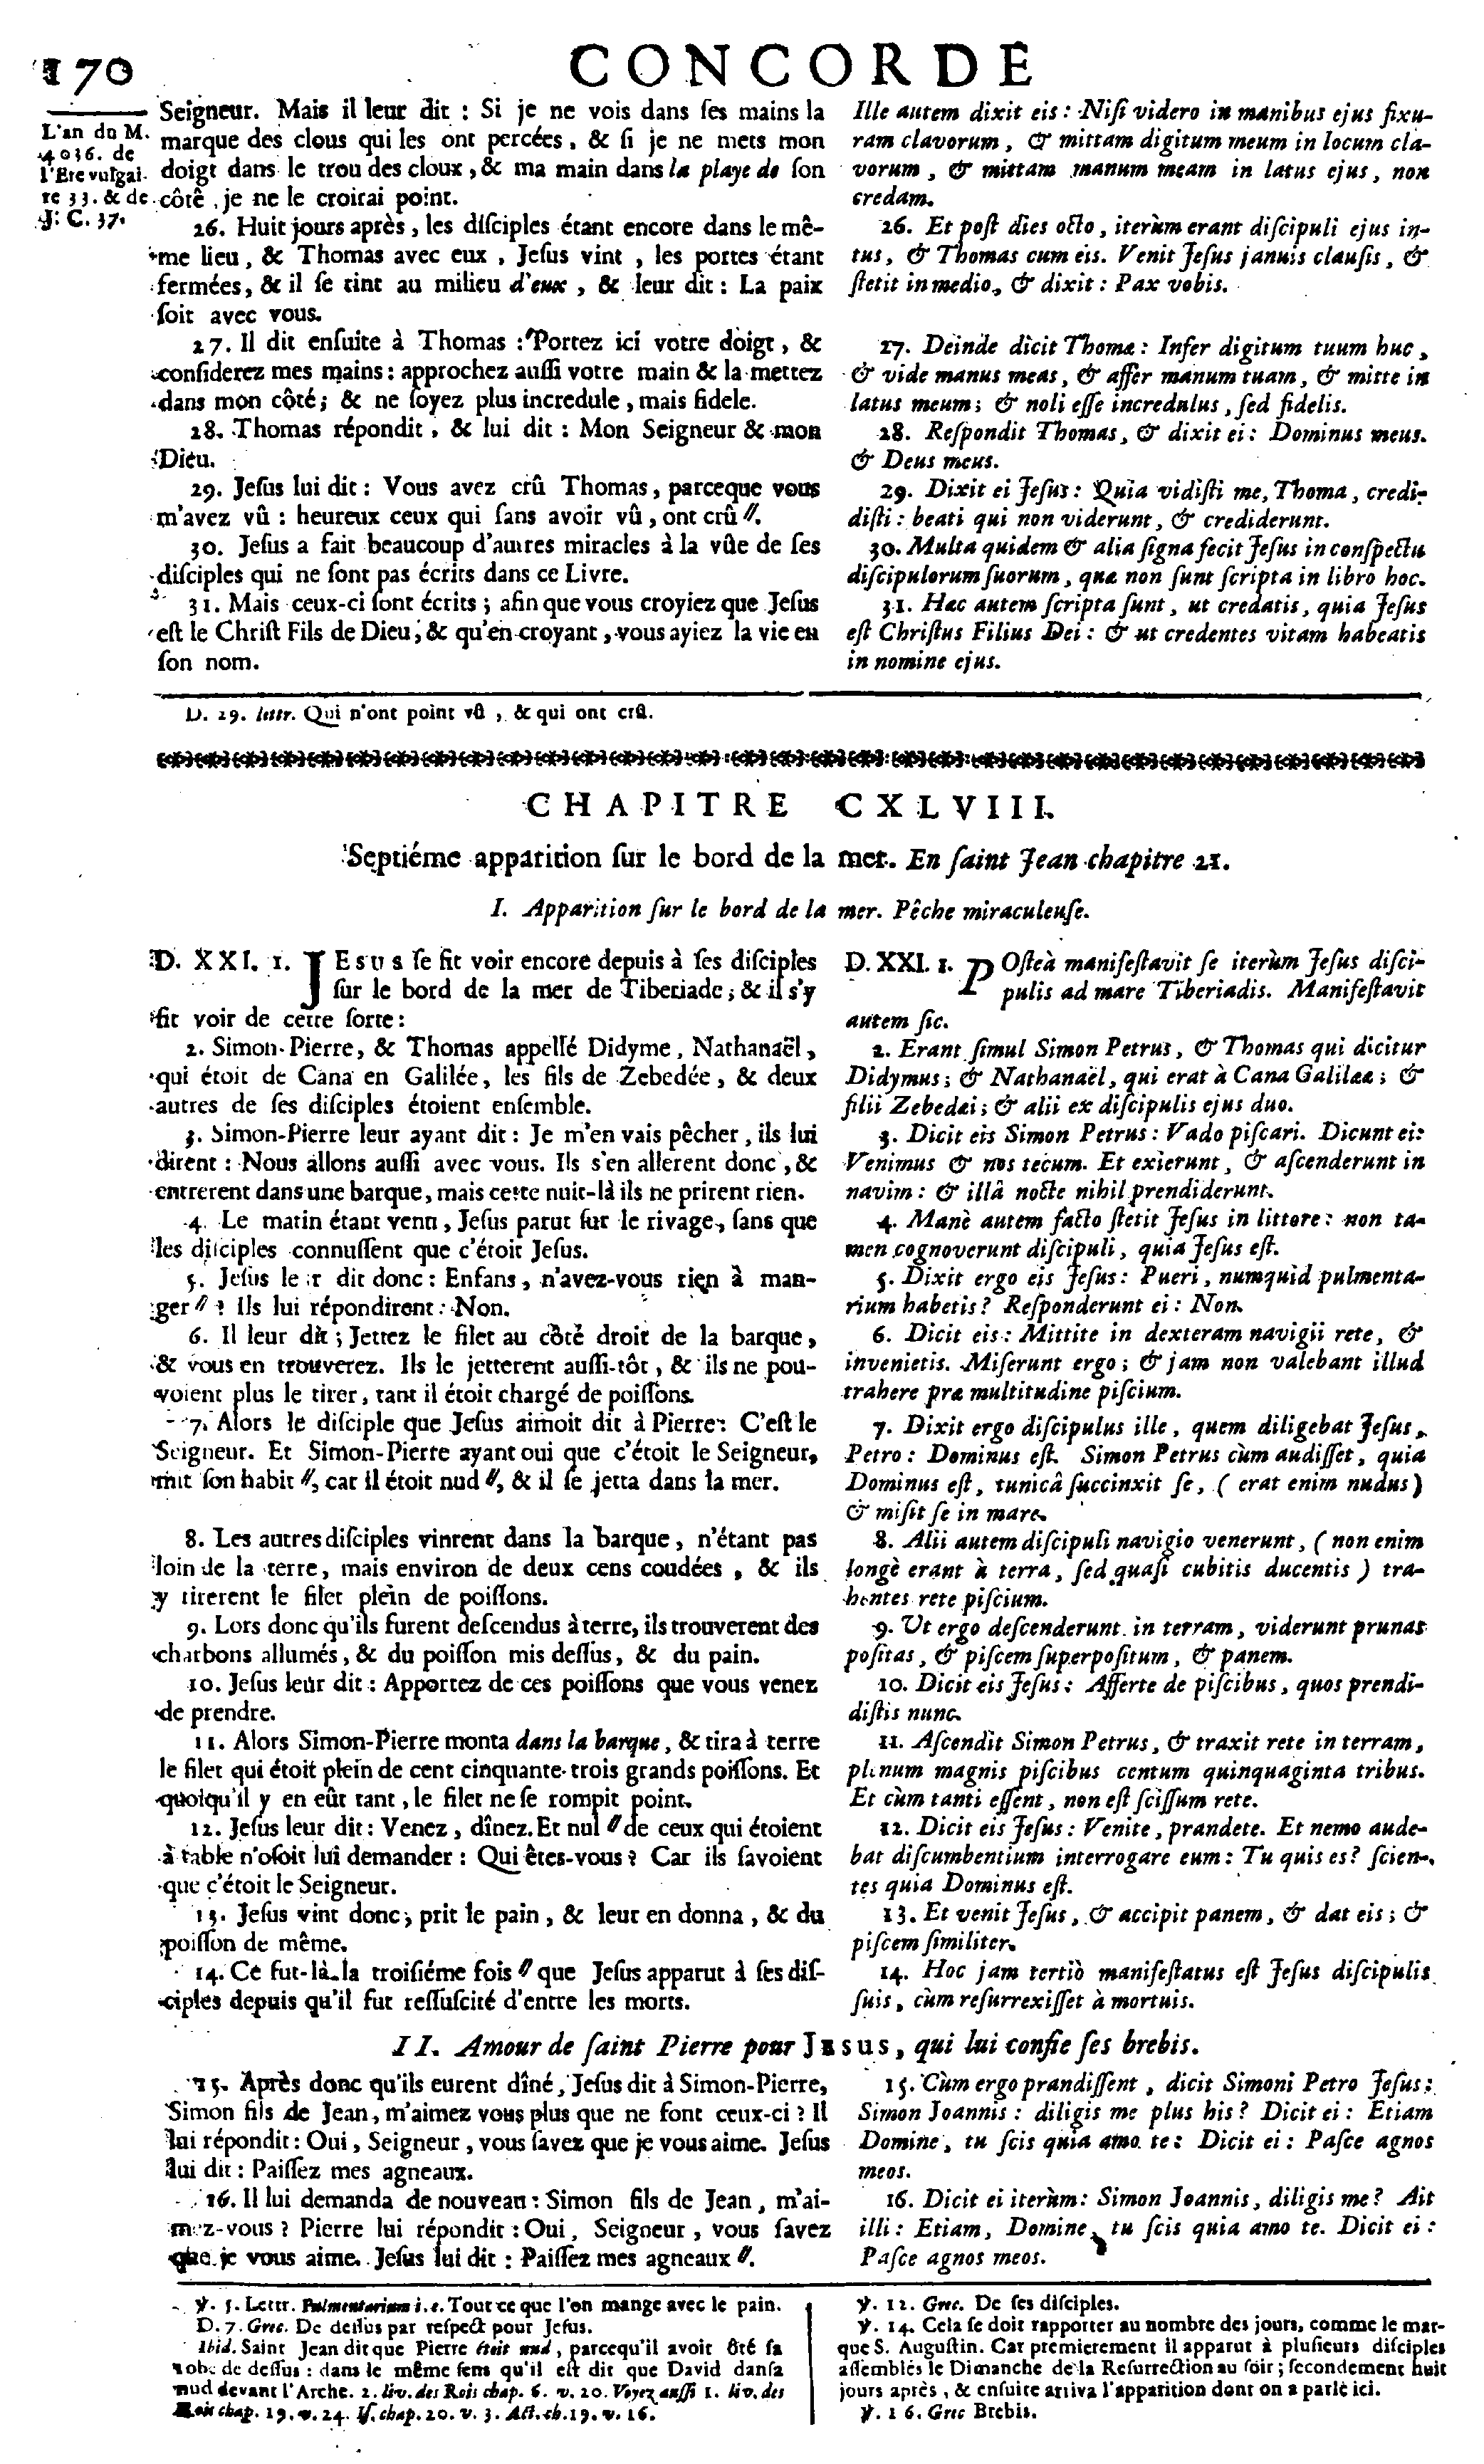 170
CONCORDE
L'an du M.
4036. de
l'Ere vulgai-
re 33. & de
J. C. 37.
Seigneur. Mais il leur dit : Si je ne vois dans ſes mains la
marque des clous qui les ont percées, & ſi je ne mets mon
doigt dans le trou des cloux, & ma main dans la playe de ſon
côtê, je ne le croirai point.
26. Huit jours après, les diſciples étant encore dans le mê-
me lieu, & Thomas avec eux, Jeſus vint, les portes étant
fermées, & il ſe tint au milieu d'eux, & leur dit : La paix
ſoit avec vous.
27. Il dit enſuite à Thomas : Portez ici votre doigt, &
conſiderez mes mains : approchez auſſi votre main & la mettez
dans mon côté; & ne ſoyez plus incredule, mais fidele.
28. Thomas répondit, & lui dit : Mon Seigneur & mon
Dieu.
29. Jeſus lui dit : Vous avez crû Thomas, parceque vous
m'avez vû : heureux ceux qui ſans avoir vû, ont crû //.
30. Jeſus a fait beaucoup d'autres miracles à la vûe de ſes
diſciples qui ne ſont pas écrits dans ce Livre.
31. Mais ceux-ci ſont écrits; afin que vous croyiez que Jeſus
eſt le Chriſt Fils de Dieu, & qu'en croyant, vous ayiez la vie en
ſon nom.
Ille autem dixit eis : Niſi videro in manibus ejus fixu-
ram clavorum, & mittam digitum meum in locum cla-
vorum, & mittam manum meam in latus ejus, non
credam.
26. Et poſt dies octo, iterùm erant diſcipuli ejus in-
tus, & Thomas cum eis. Venit Jeſus januis clauſis, &
ſtetit in medio, & dixit : Pax vobis.
27. Deinde dicit Thomæ : Infer digitum tuum huc,
& vide manus meas, & affer manum tuam, & mitte in
latus meum; & noli eſſe incredulus, ſed fidelis.
28. Reſpondit Thomas, & dixit ei : Dominus meus.
& Deus meus.
29. Dixit ei Jeſus : Quia vidiſti me, Thoma, credi-
diſti : beati qui non viderunt, & crediderunt.
30. Multa quidem & alia ſigna fecit Jeſus in conſpectu
diſcipulorum ſuorum, quæ non ſunt ſcripta in libro hoc.
31. Hæc autem ſcripta ſunt, ut credatis, quia Jeſus
eſt Chriſtus Filius Dei : & ut credentes vitam habeatis
in nomine ejus.
D. 29. lettr. Qui n'ont point vû, & qui ont crû.
CHAPITRE CXLVIII.
Septiéme apparition ſur le bord de la mer. En ſaint Jean chapitre 21.
I. Apparition ſur le bord de la mer. Pêche miraculeuſe.
D. XXI. 1. JESUS ſe fit voir encore depuis à ſes diſciples
ſur le bord de la mer de Tiberiade; & il s'y
fit voir de cette ſorte :
2. Simon-Pierre, & Thomas appellé Didyme, Nathanaël,
qui étoit de Cana en Galilée, les fils de Zebedée, & deux
autres de ſes diſciples étoient enſemble.
3. Simon-Pierre leur ayant dit : Je m'en vais pêcher, ils lui
dirent : Nous allons auſſi avec vous. Ils s'en allerent donc, &
entrerent dans une barque, mais cette nuit-là ils ne prirent rien.
4. Le matin étant venu, Jeſus parut ſur le rivage, ſans que
les diſciples connuſſent que c'étoit Jeſus.
5. Jeſus leur dit donc : Enfans, n'avez-vous rien à man-
ger // ? Ils lui répondirent : Non.
6. Il leur dit; Jettez le filet au côté droit de la barque,
& vous en trouverez. Ils le jetterent auſſi-tôt, & ils ne pou-
voient plus le tirer, tant il étoit chargé de poiſſons.
7. Alors le diſciple que Jeſus aimoit dit à Pierre : C'eſt le
Seigneur. Et Simon-Pierre ayant oui que c'étoit le Seigneur,
mit ſon habit //, car il étoit nud //, & il ſe jetta dans la mer.
8. Les autres diſciples vinrent dans la barque, n'étant pas
loin de la terre, mais environ de deux cens coudées, & ils
y tirerent le filet plein de poiſſons.
9. Lors donc qu'ils furent deſcendus à terre, ils trouverent des
charbons allumés, & du poiſſon mis deſſus, & du pain.
10. Jeſus leur dit : Apportez de ces poiſſons que vous venez
de prendre.
11. Alors Simon-Pierre monta dans la barque, & tira à terre
le filet qui étoit plein de cent cinquante-trois grands poiſſons. Et
quoiqu'il y en eût tant, le filet ne ſe rompit point.
12. Jeſus leur dit : Venez, dînez. Et nul // de ceux qui étoient
à table n'oſoit lui demander : Qui êtes-vous ? Car ils ſavoient
que c'étoit le Seigneur.
13. Jeſus vint donc, prit le pain, & leur en donna, & du
poiſſon de même.
14. Ce fut-là la troiſiéme fois // que Jeſus apparut à ſes diſ-
ciples depuis qu'il fut reſſuſcité d'entre les morts.
D. XXI. 1. POſteà manifeſtavit ſe iterùm Jeſus diſci-
pulis ad mare Tiberiadis. Manifeſtavit
autem ſic.
2. Erant ſimul Simon Petrus, & Thomas qui dicitur
Didymus; & Nathanaël, qui erat à Cana Galilææ; &
filii Zebedæi; & alii ex diſcipulis ejus duo.
3. Dicit eis Simon Petrus : Vado piſcari. Dicunt ei :
Venimus & nos tecum. Et exierunt, & aſcenderunt in
navim : & illâ nocte nihil prendiderunt.
4. Manè autem facto ſtetit Jeſus in littore : non ta-
men cognoverunt diſcipuli, quia Jeſus eſt.
5. Dixit ergo eis Jeſus : Pueri, numquid pulmenta-
rium habetis ? Reſponderunt ei : Non.
6. Dicit eis : Mittite in dexteram navigii rete, &
invenietis. Miſerunt ergo; & jam non valebant illud
trahere præ multitudine piſcium.
7. Dixit ergo diſcipulus ille, quem diligebat Jeſus,
Petro : Dominus eſt. Simon Petrus cùm audiſſet, quia
Dominus eſt, tunicâ ſuccinxit ſe, ( erat enim nudus )
& miſit ſe in mare.
8. Alii autem diſcipuli navigio venerunt, ( non enim
longè erant à terra, ſed quaſi cubitis ducentis ) tra-
hentes rete piſcium.
9. Ut ergo deſcenderunt in terram, viderunt prunas
poſitas, & piſcem ſuperpoſitum, & panem.
10. Dicit eis Jeſus : Afferte de piſcibus, quos prendi-
diſtis nunc.
11. Aſcendit Simon Petrus, & traxit rete in terram,
plenum magnis piſcibus centum quinquaginta tribus.
Et cùm tanti eſſent, non eſt ſciſſum rete.
12. Dicit eis Jeſus : Venite, prandete. Et nemo aude-
bat diſcumbentium interrogare eum : Tu quis es ? ſcien-
tes quia Dominus eſt.
13. Et venit Jeſus, & accipit panem, & dat eis; &
piſcem ſimiliter.
14. Hoc jam tertiò manifeſtatus eſt Jeſus diſcipulis
ſuis, cùm reſurrexiſſet à mortuis.
II. Amour de ſaint Pierre pour JESUS, qui lui confie ſes brebis.
15. Après donc qu'ils eurent dîné, Jeſus dit à Simon-Pierre,
Simon fils de Jean, m'aimez vous plus que ne font ceux-ci ? Il
lui répondit : Oui, Seigneur, vous ſavez que je vous aime. Jeſus
lui dit : Paiſſez mes agneaux.
16. Il lui demanda de nouveau : Simon fils de Jean, m'ai-
mez-vous ? Pierre lui répondit : Oui, Seigneur, vous ſavez
que je vous aime. Jeſus lui dit : Paiſſez mes agneaux //.
15. Cùm ergo prandiſſent, dicit Simoni Petro Jeſus :
Simon Joannis : diligis me plus his ? Dicit ei : Etiam
Domine, tu ſcis quia amo te : Dicit ei : Paſce agnos
meos.
16. Dicit ei iterùm : Simon Joannis, diligis me ? Ait
illi : Etiam, Domine, tu ſcis quia amo te. Dicit ei :
Paſce agnos meos.
℣. 5. Lettr. Pulmentarium i. e. Tout ce que l'on mange avec le pain.
D. 7. Grec. De deſſus par reſpect pour Jeſus.
Ibid. Saint Jean dit que Pierre étoit nud, parcequ'il avoit ôté ſa
robe de deſſus : dans le même ſens qu'il eſt dit que David danſa
nud devant l'Arche. 2. liv. des Rois chap. 6. v. 20. Voyez auſſi 1. liv. des
Rois chap. 19. v. 24. Iſ. chap. 20. v. 3. Act. ch. 19. v. 16.
℣. 12. Grec. De ſes diſciples.
℣. 14. Cela ſe doit rapporter au nombre des jours, comme le mar-
que S. Auguſtin. Car premierement il apparut à pluſieurs diſciples
aſſemblés le Dimanche de la Reſurrection au ſoir; ſecondement huit
jours après, & enſuite arriva l'apparition dont on a parlé ici.
℣. 16. Grec Brebis.